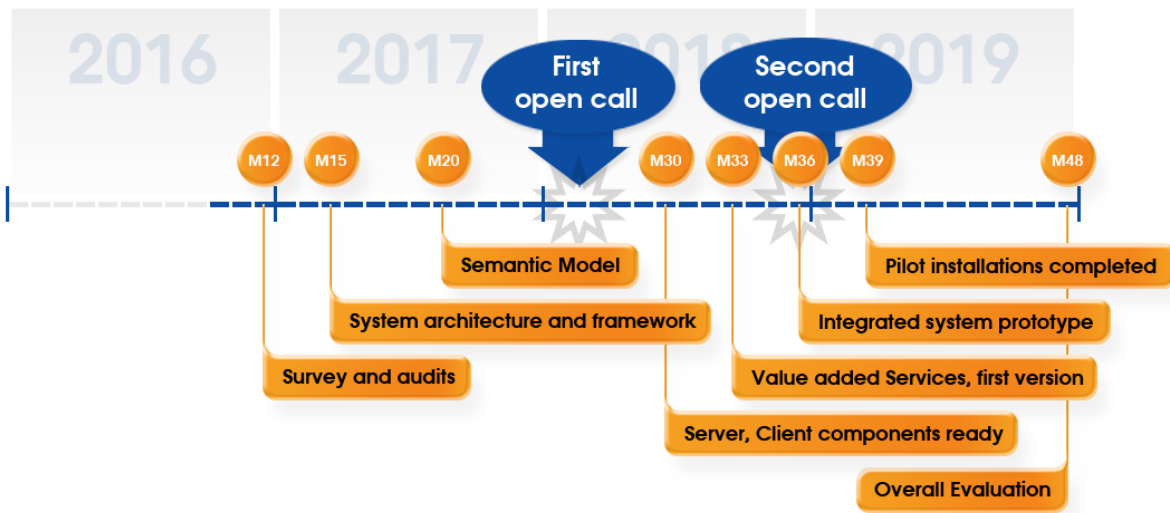 2016
2017
2018
2019
First
open call
Second
open call
M12
M15
M20
M30
M33
M36
M39
M48
Semantic Model
Pilot installations completed
System architecture and framework
Integrated system prototype
Survey and audits
Value added Services, first version
Server, Client components ready
Overall Evaluation